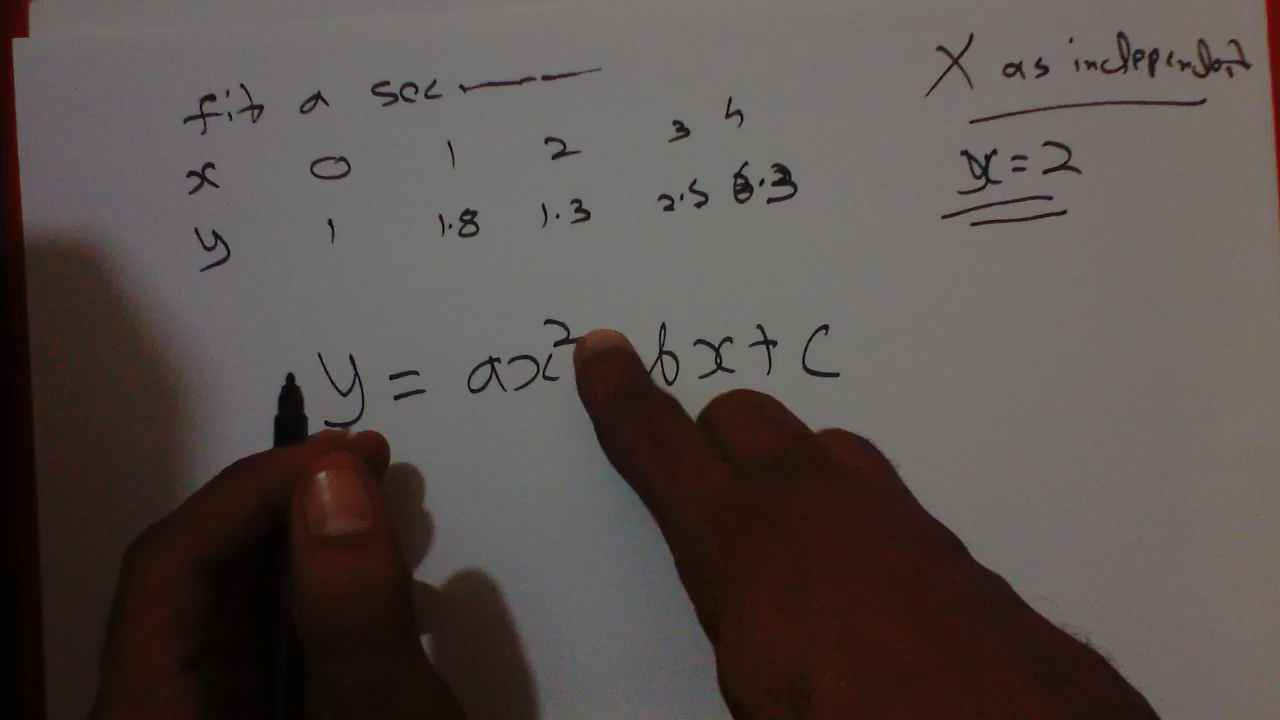 fit a sec
X as independent
x 0 1 2 3 4
y 1 1.8 1.3 2.5 6.3
x=2
y = ax² bx+c